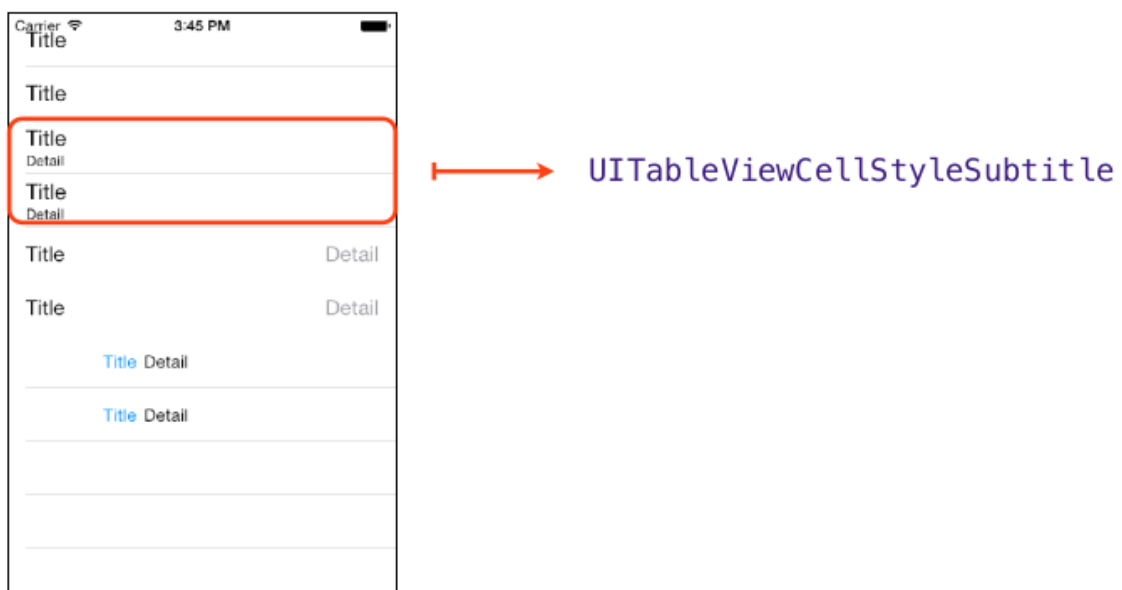 Carrier 3:45 PM
Title
Title
Title
Detail
Title
Detail
Title Detail
Title Detail
Title Detail
Title Detail
UITableViewCellStyleSubtitle